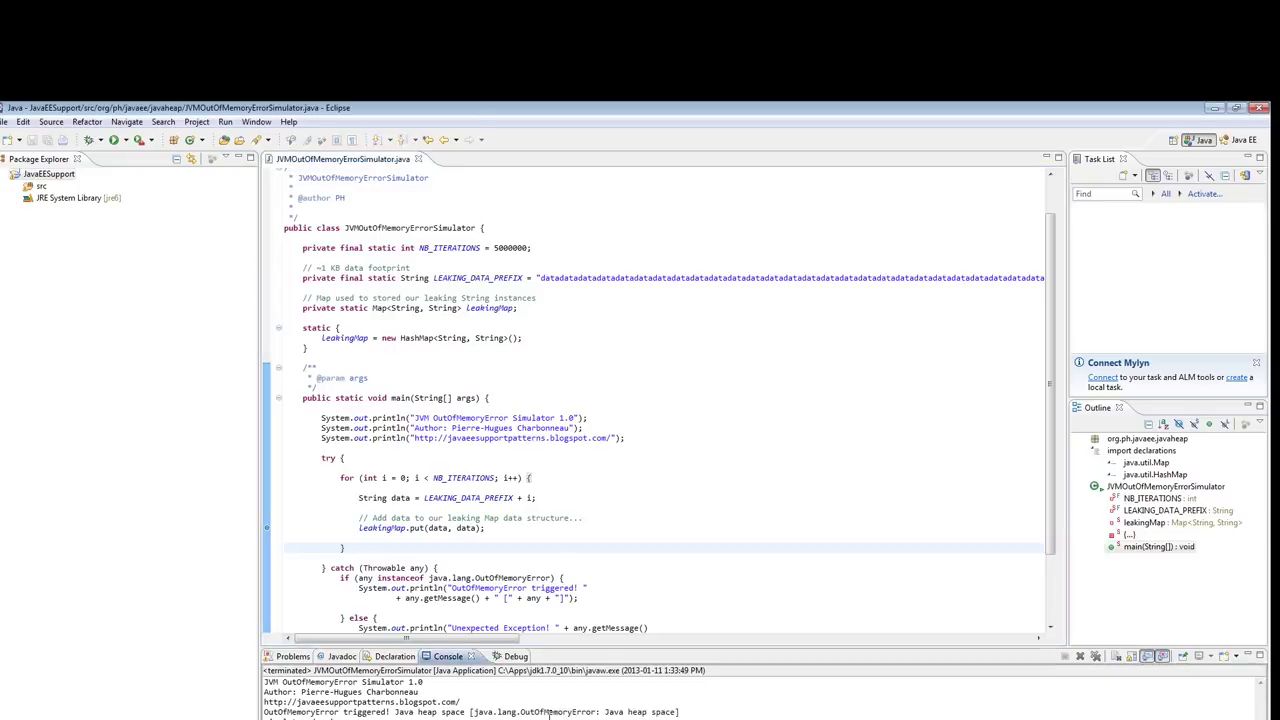 Java - JavaEESupport/src/org/ph/javaee/javaheap/JVMOutOfMemoryErrorSimulator.java - Eclipse
ile Edit Source Refactor Navigate Search Project Run Window Help
Java Java EE
Package Explorer
JavaEESupport
src
JRE System Library [jre6]
JVMOutOfMemoryErrorSimulator.java
* JVMOutOfMemoryErrorSimulator
*
* @author PH
*
*/
public class JVMOutOfMemoryErrorSimulator {
private final static int NB_ITERATIONS = 5000000;
// ~1 KB data footprint
private final static String LEAKING_DATA_PREFIX = "datadatadatadatadatadatadatadatadatadatadatadatadatadatadatadatadatadatadatadatadatadatadatadatadatadatadata
// Map used to stored our leaking String instances
private static Map<String, String> leakingMap;
static {
leakingMap = new HashMap<String, String>();
}
/**
* @param args
*/
public static void main(String[] args) {
System.out.println("JVM OutOfMemoryError Simulator 1.0");
System.out.println("Author: Pierre-Hugues Charbonneau");
System.out.println("http://javaeesupportpatterns.blogspot.com/");
try {
for (int i = 0; i < NB_ITERATIONS; i++) {
String data = LEAKING_DATA_PREFIX + i;
// Add data to our leaking Map data structure...
leakingMap.put(data, data);
}
} catch (Throwable any) {
if (any instanceof java.lang.OutOfMemoryError) {
System.out.println("OutOfMemoryError triggered! "
+ any.getMessage() + " [" + any + "]");
} else {
System.out.println("Unexpected Exception! " + any.getMessage()
Task List
Find All Activate...
Connect Mylyn
Connect to your task and ALM tools or create a
local task.
Outline
org.ph.javaee.javaheap
import declarations
java.util.Map
java.util.HashMap
JVMOutOfMemoryErrorSimulator
NB_ITERATIONS : int
LEAKING_DATA_PREFIX : String
leakingMap : Map<String, String>
{...}
main(String[]) : void
Problems Javadoc Declaration Console Debug
<terminated> JVMOutOfMemoryErrorSimulator [Java Application] C:\Apps\jdk1.7.0_10\bin\javaw.exe (2013-01-11 1:33:49 PM)
JVM OutOfMemoryError Simulator 1.0
Author: Pierre-Hugues Charbonneau
http://javaeesupportpatterns.blogspot.com/
OutOfMemoryError triggered! Java heap space [java.lang.OutOfMemoryError: Java heap space]